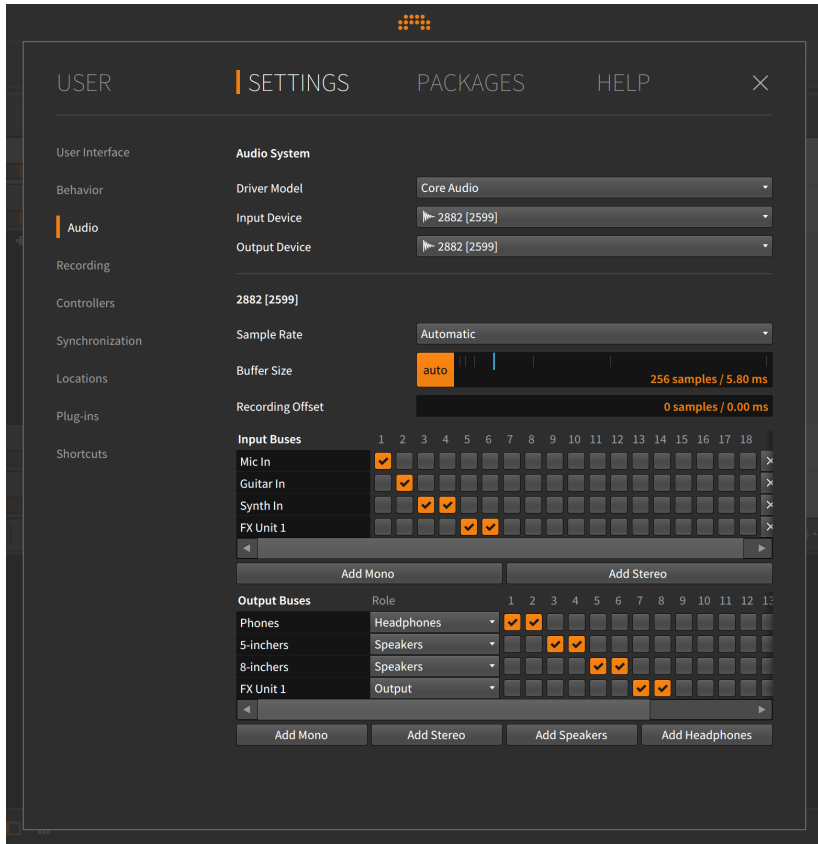 USER SETTINGS PACKAGES HELP
User Interface
Behavior
Audio
Recording
Controllers
Synchronization
Locations
Plug-ins
Shortcuts
Audio System
Driver Model Core Audio
Input Device 2882 [2599]
Output Device 2882 [2599]
2882 [2599]
Sample Rate Automatic
Buffer Size auto 256 samples / 5.80 ms
Recording Offset 0 samples / 0.00 ms
Input Buses 1 2 3 4 5 6 7 8 9 10 11 12 13 14 15 16 17 18
Mic In
Guitar In
Synth In
FX Unit 1
Add Mono Add Stereo
Output Buses Role 1 2 3 4 5 6 7 8 9 10 11 12 13
Phones Headphones
5-inchers Speakers
8-inchers Speakers
FX Unit 1 Output
Add Mono Add Stereo Add Speakers Add Headphones